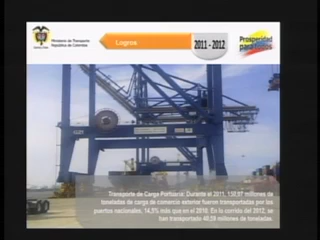 Ministerio de Transporte
República de Colombia
Logros
2011 - 2012
Prosperidad
para todos
Transporte de Carga Portuaria: Durante el 2011, 150,97 millones de
toneladas de carga de comercio exterior fueron transportadas por los
puertos nacionales, 14,5% más que en el 2010. En lo corrido del 2012, se
han transportado 40,28 millones de toneladas.